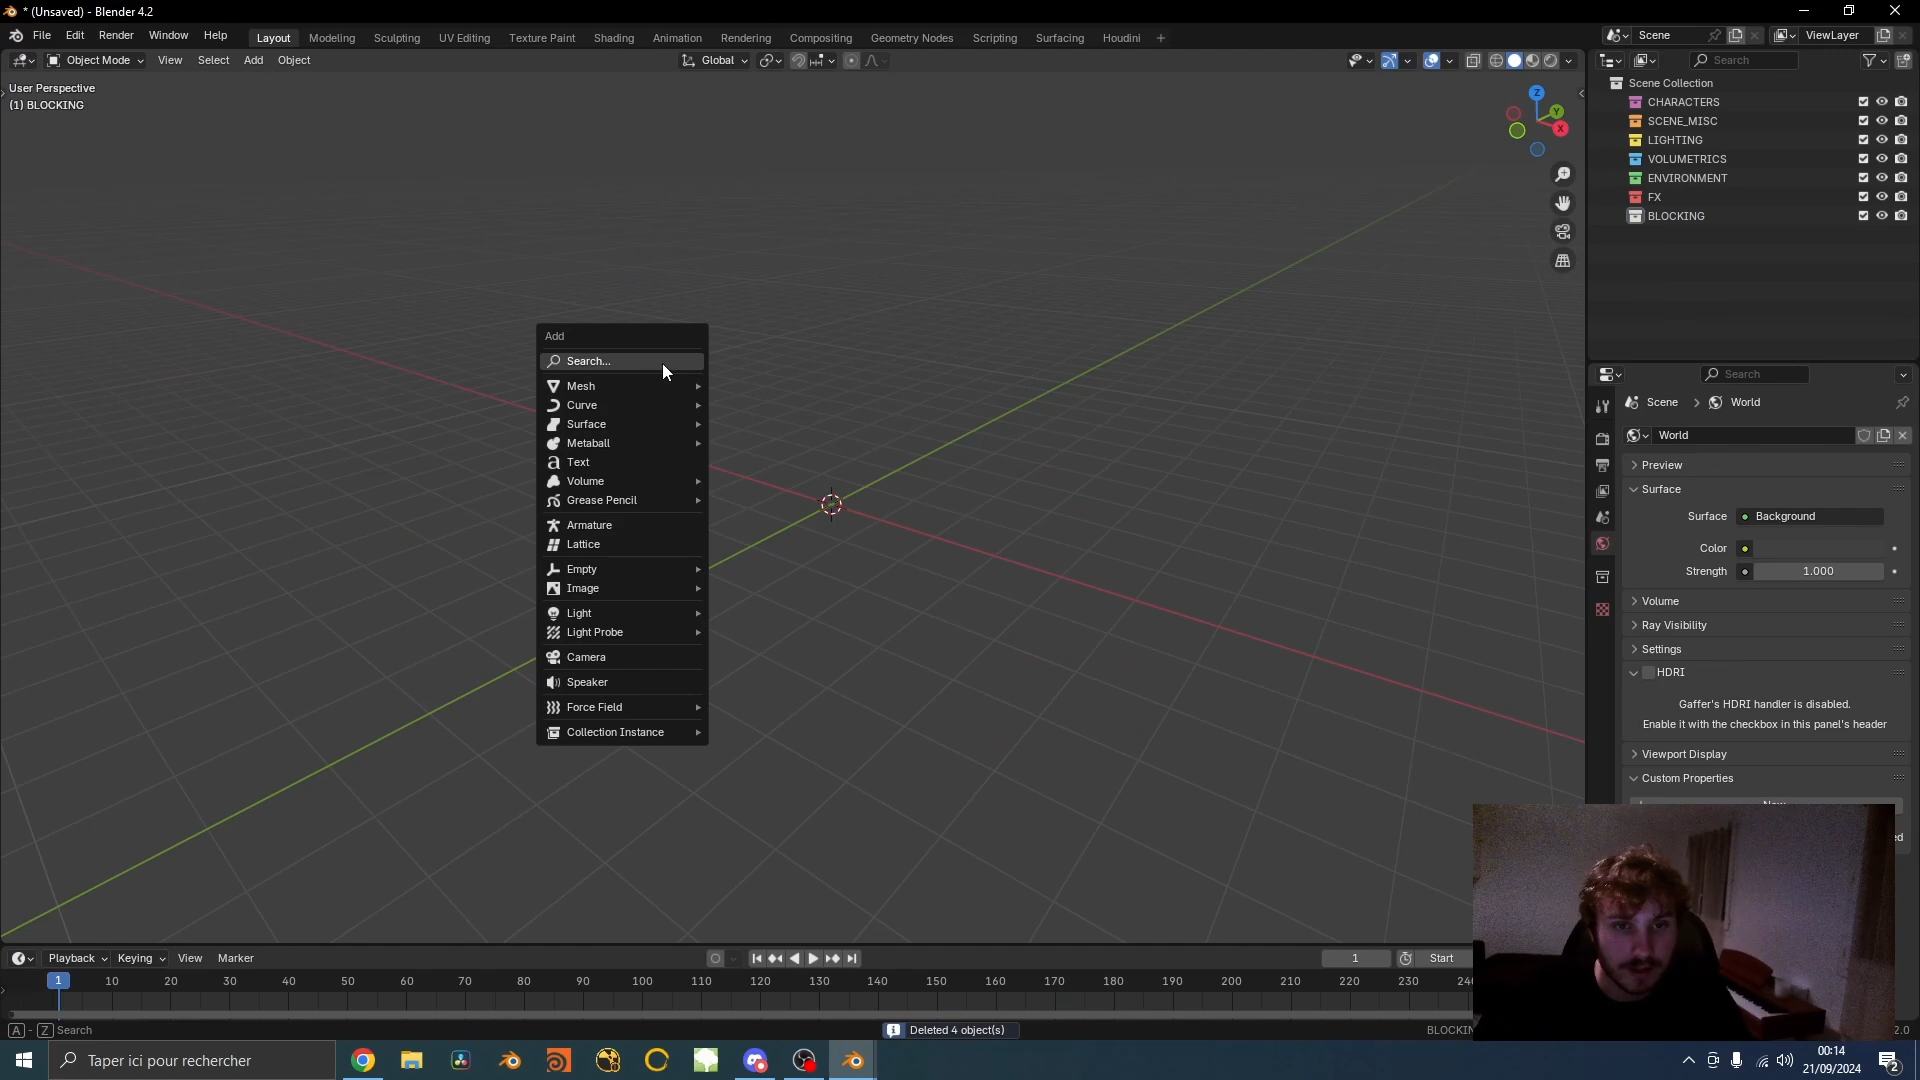 * (Unsaved) - Blender 4.2
File Edit Render Window Help Layout Modeling Sculpting UV Editing Texture Paint Shading Animation Rendering Compositing Geometry Nodes Scripting Surfacing Houdini + Scene ViewLayer
Object Mode View Select Add Object Global Search
User Perspective
(1) BLOCKING
Z
Y
X
Scene Collection
CHARACTERS
SCENE_MISC
LIGHTING
VOLUMETRICS
ENVIRONMENT
FX
BLOCKING
Add
Search...
Mesh
Curve
Surface
Metaball
Text
Volume
Grease Pencil
Armature
Lattice
Empty
Image
Light
Light Probe
Camera
Speaker
Force Field
Collection Instance
Search
Scene > World
World
Preview
Surface
Surface Background
Color
Strength 1.000
Volume
Ray Visibility
Settings
HDRI
Gaffer's HDRI handler is disabled.
Enable it with the checkbox in this panel's header
Viewport Display
Custom Properties
Playback Keying View Marker 1 Start
1 10 20 30 40 50 60 70 80 90 100 110 120 130 140 150 160 170 180 190 200 210 220 230
A - Z Search Deleted 4 object(s)
Taper ici pour rechercher
00:14
21/09/2024
2